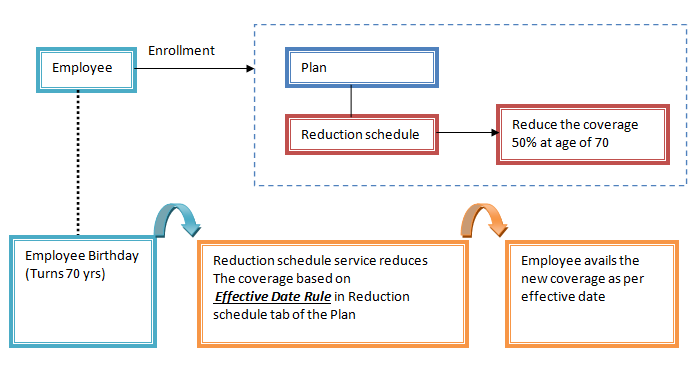 Enrollment
Employee
Plan
Reduction schedule
Reduce the coverage
50% at age of 70
Employee Birthday
(Turns 70 yrs)
Reduction schedule service reduces
The coverage based on
Effective Date Rule in Reduction
schedule tab of the Plan
Employee avails the
new coverage as per
effective date